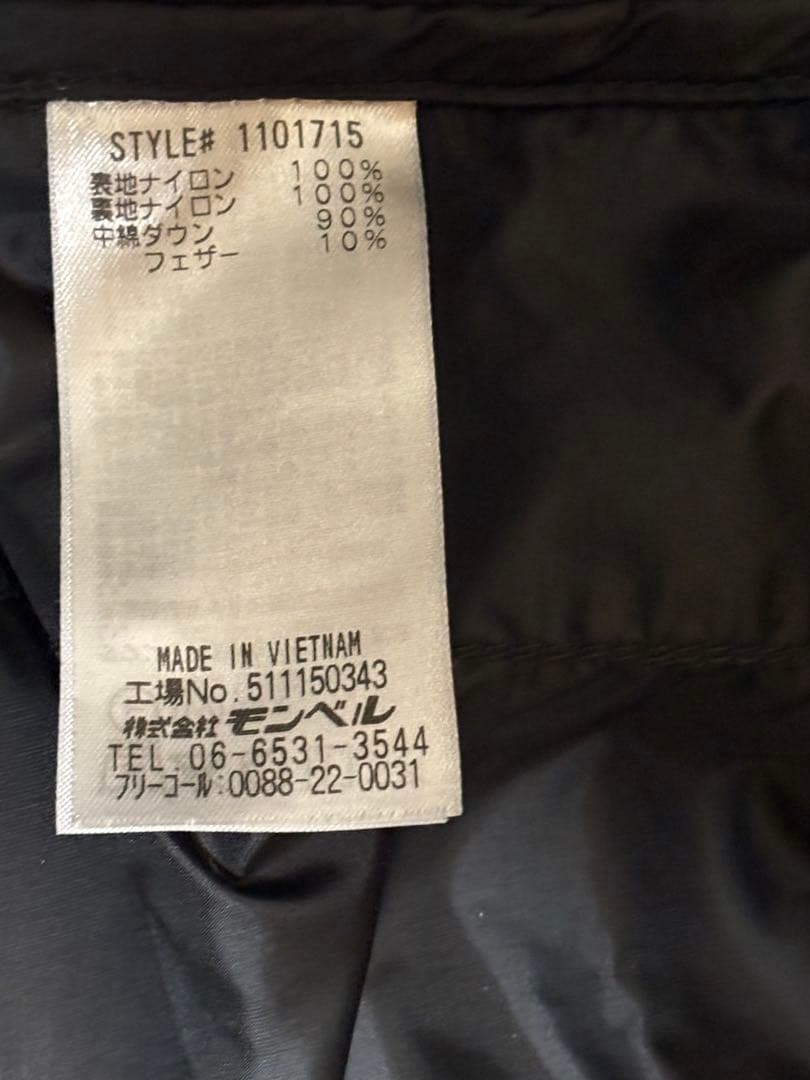 STYLE# 1101715
表地ナイロン 100%
裏地ナイロン 100%
中綿ダウン 90%
フェザー 10%
MADE IN VIETNAM
工場No.511150343
株式会社モンベル
TEL.06-6531-3544
フリーコール:0088-22-0031